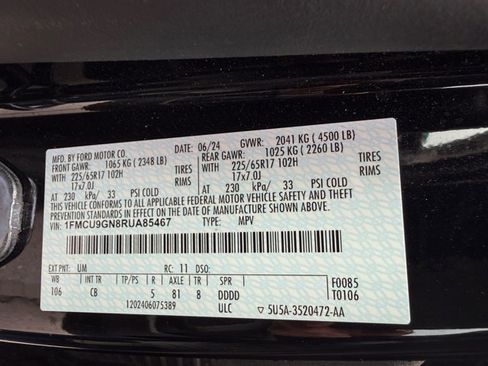 MFD. BY FORD MOTOR CO.
DATE: 06/24 GVWR: 2041 KG ( 4500 LB)
FRONT GAWR: 1065 KG ( 2348 LB) REAR GAWR: 1025 KG ( 2260 LB)
WITH 225/65R17 102H TIRES WITH 225/65R17 102H TIRES
17x7.0J RIMS 17x7.0J RIMS
AT 230 kPa/ 33 PSI COLD AT 230 kPa/ 33 PSI COLD
THIS VEHICLE CONFORMS TO ALL APPLICABLE FEDERAL MOTOR VEHICLE SAFETY AND THEFT PREVENTION
STANDARDS IN EFFECT ON THE DATE OF MANUFACTURE SHOWN ABOVE.
VIN: 1FMCU9GN8RUA85467 TYPE: MPV
EXT PNT: UM RC: 11 DSO: F0085
WB TP/PS R AXLE TR SPR T0106
106 CB 5 81 8 DDDD
1202406075389 ULC 5U5A-3520472-AA